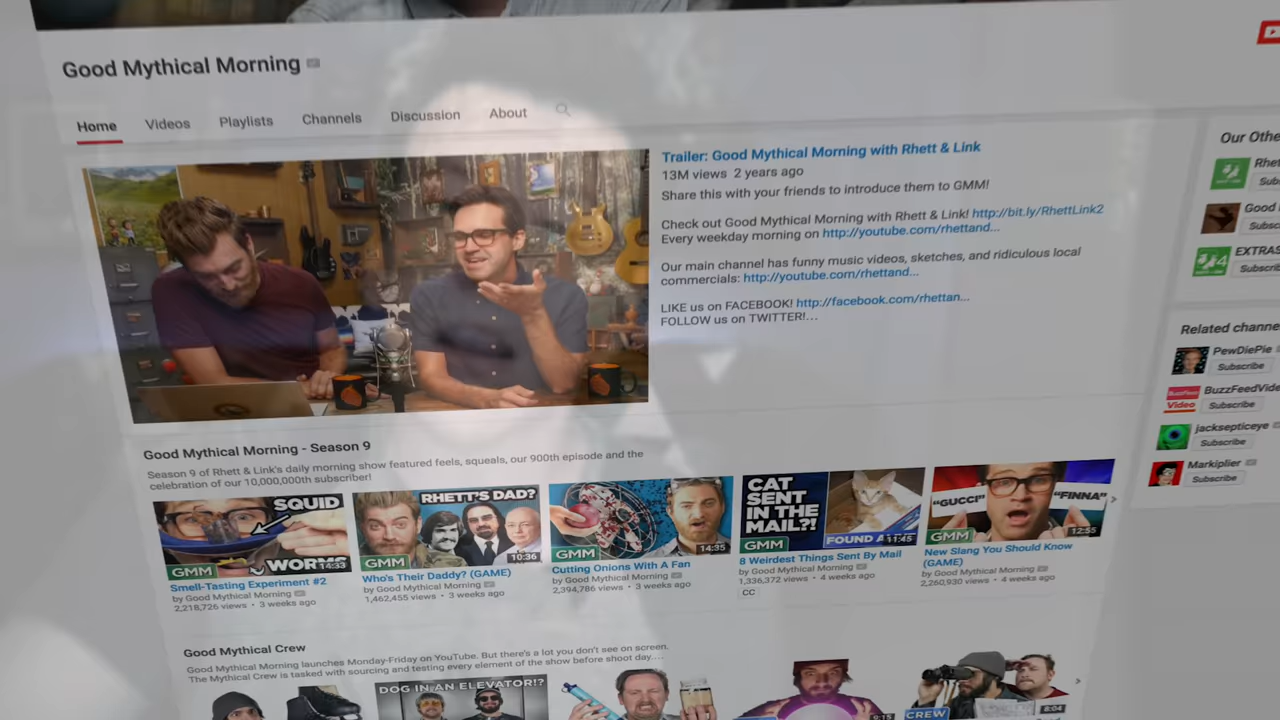 Good Mythical Morning
Home Videos Playlists Channels Discussion About
Trailer: Good Mythical Morning with Rhett & Link
13M views 2 years ago
Share this with your friends to introduce them to GMM!
Check out Good Mythical Morning with Rhett & Link! http://bit.ly/RhettLink2
Every weekday morning on http://youtube.com/rhettand...
Our main channel has funny music videos, sketches, and ridiculous local
commercials: http://youtube.com/rhettand...
LIKE us on FACEBOOK! http://facebook.com/rhettan...
FOLLOW us on TWITTER!...
Our Othe
Rhet
Sub
Good
Subsc
EXTRAS
Subscri
Related channe
PewDiePie
Subscribe
BuzzFeedVide
BuzzFeed
Video
Subscribe
jacksepticeye
Subscribe
Markiplier
Subscribe
Good Mythical Morning - Season 9
Season 9 of Rhett & Link's daily morning show featured feels, squeals, our 900th episode and the
celebration of our 10,000,000th subscriber!
SQUID
WORMS
GMM
14:33
Smell-Tasting Experiment #2
by Good Mythical Morning
2,218,726 views • 3 weeks ago
RHETT'S DAD?
GMM
10:36
Who's Their Daddy? (GAME)
by Good Mythical Morning
1,462,455 views • 3 weeks ago
GMM
14:35
Cutting Onions With A Fan
by Good Mythical Morning
2,394,786 views • 3 weeks ago
CAT
SENT
IN THE
MAIL?!
GMM
FOUND A
11:45
8 Weirdest Things Sent By Mail
by Good Mythical Morning
1,336,372 views • 4 weeks ago
CC
"GUCCI"
"FINNA"
GMM
12:55
New Slang You Should Know
(GAME)
by Good Mythical Morning
2,260,930 views • 4 weeks ago
Good Mythical Crew
Good Mythical Morning launches Monday-Friday on YouTube. But there's a lot you don't see on screen.
The Mythical Crew is tasked with sourcing and testing every element of the show before shoot day....
DOG IN AN ELEVATOR!?
9:15
CREW
8:04